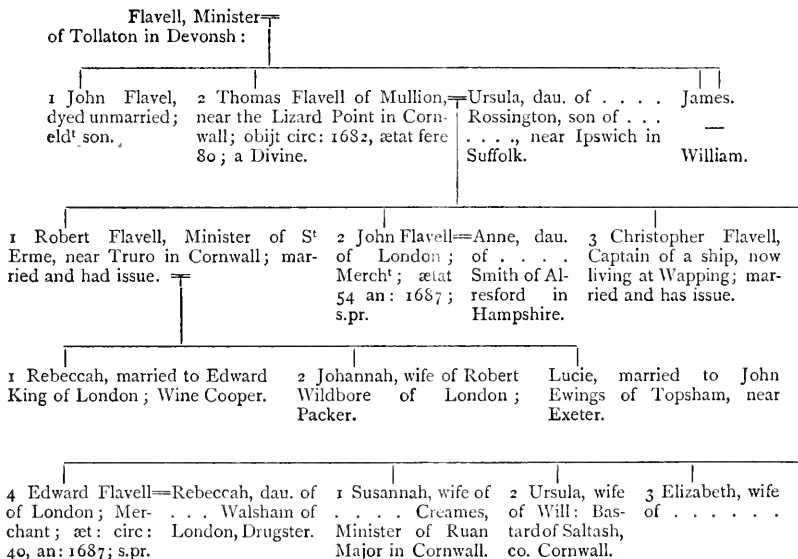 Flavell, Minister
of Tollaton in Devonsh:
1 John Flavel,
dyed unmarried;
eldᵗ son.
2 Thomas Flavell of Mullion,
near the Lizard Point in Corn-
wall; obijt circ: 1682, ætat fere
80; a Divine.
Ursula, dau. of . . . .
Rossington, son of . . .
. . . ., near Ipswich in
Suffolk.
James.
—
William.
1 Robert Flavell, Minister of Sᵗ
Erme, near Truro in Cornwall; mar-
ried and had issue.
2 John Flavell
of London;
Merchᵗ; ætat
54 an: 1687;
s.pr.
Anne, dau.
of . . . .
Smith of Al-
resford in
Hampshire.
3 Christopher Flavell,
Captain of a ship, now
living at Wapping; mar-
ried and has issue.
1 Rebeccah, married to Edward
King of London; Wine Cooper.
2 Johannah, wife of Robert
Wildbore of London;
Packer.
Lucie, married to John
Ewings of Topsham, near
Exeter.
4 Edward Flavell
of London; Mer-
chant; æt: circ:
40, an: 1687; s.pr.
Rebeccah, dau. of
. . . Walsham of
London, Drugster.
1 Susannah, wife of
. . . . Creames,
Minister of Ruan
Major in Cornwall.
2 Ursula, wife
of Will: Bas-
tard of Saltash,
co. Cornwall.
3 Elizabeth, wife
of . . . . . .